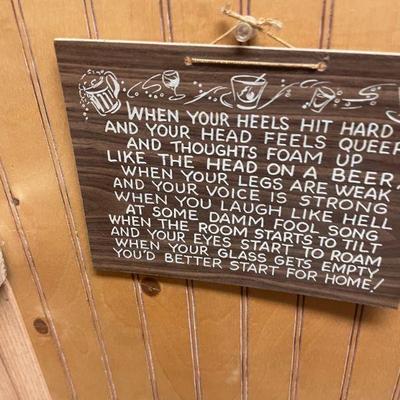 WHEN YOUR HEELS HIT HARD
AND YOUR HEAD FEELS QUEER
AND THOUGHTS FOAM UP
LIKE THE HEAD ON A BEER,
WHEN YOUR LEGS ARE WEAK
AND YOUR VOICE IS STRONG
WHEN YOU LAUGH LIKE HELL
AT SOME DAMM FOOL SONG
WHEN THE ROOM STARTS TO TILT
AND YOUR EYES START TO ROAM
WHEN YOUR GLASS GETS EMPTY
YOU'D BETTER START FOR HOME!